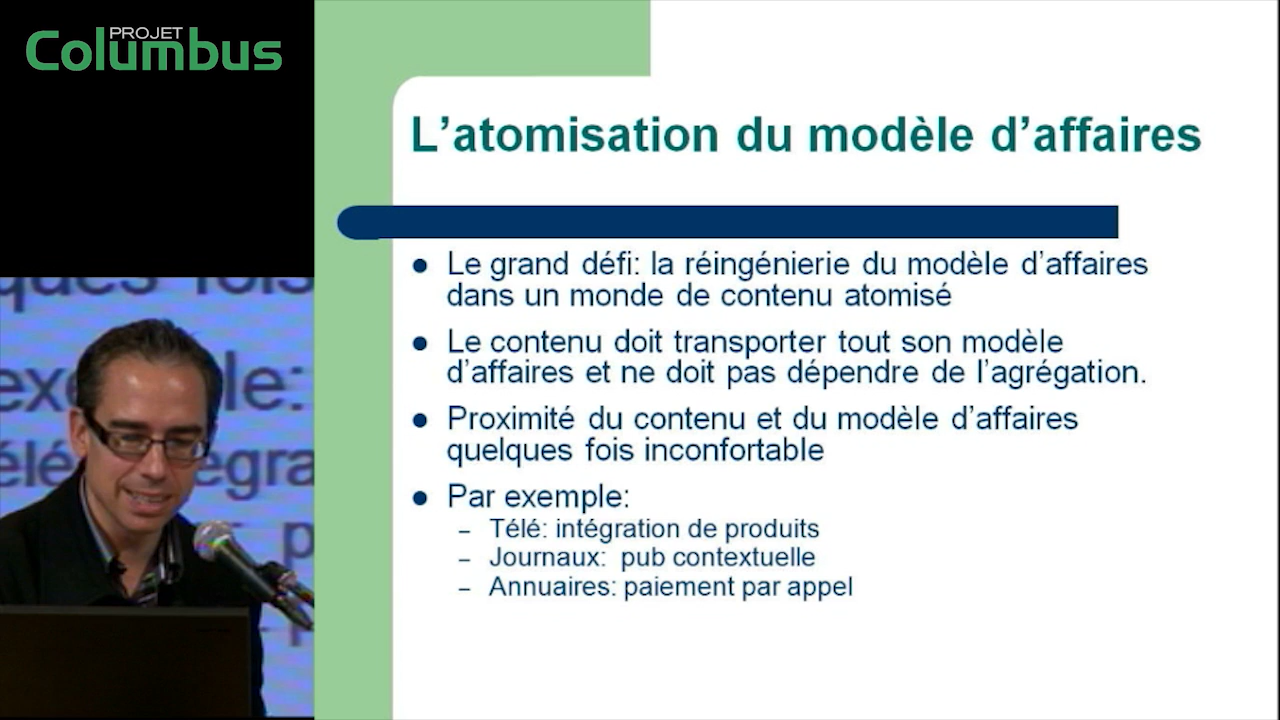 PROJET
Columbus
L'atomisation du modèle d'affaires
● Le grand défi: la réingénierie du modèle d'affaires
dans un monde de contenu atomisé
● Le contenu doit transporter tout son modèle
d'affaires et ne doit pas dépendre de l'agrégation.
● Proximité du contenu et du modèle d'affaires
quelques fois inconfortable
● Par exemple:
– Télé: intégration de produits
– Journaux: pub contextuelle
– Annuaires: paiement par appel
ques fois